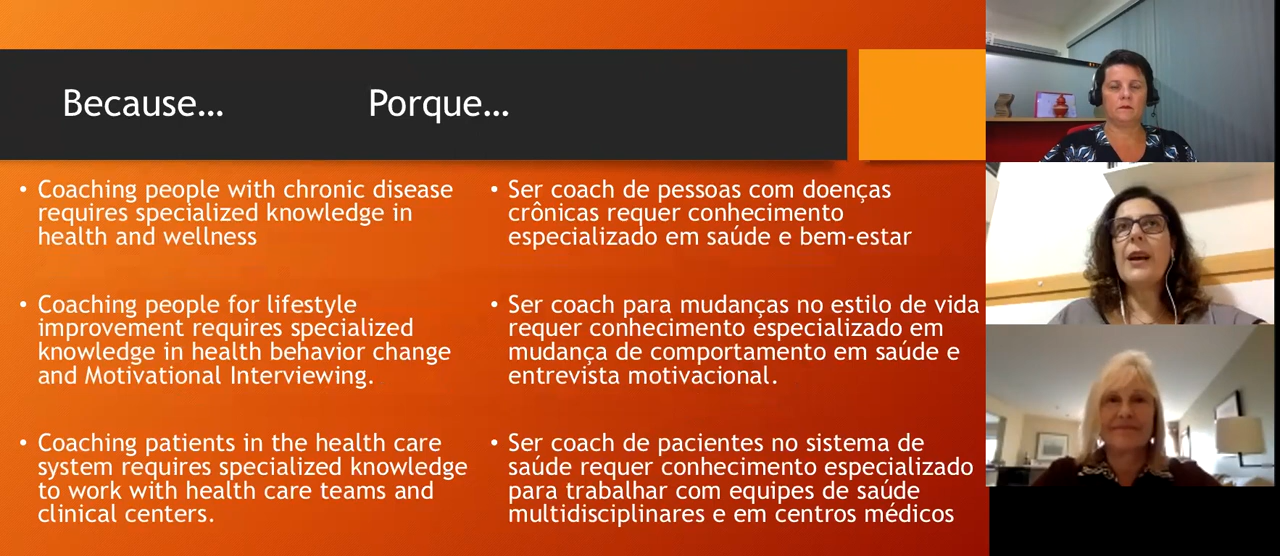 Because...
Porque...
• Coaching people with chronic disease
requires specialized knowledge in
health and wellness
• Coaching people for lifestyle
improvement requires specialized
knowledge in health behavior change
and Motivational Interviewing.
• Coaching patients in the health care
system requires specialized knowledge
to work with health care teams and
clinical centers.
• Ser coach de pessoas com doenças
crônicas requer conhecimento
especializado em saúde e bem-estar
• Ser coach para mudanças no estilo de vida
requer conhecimento especializado em
mudança de comportamento em saúde e
entrevista motivacional.
• Ser coach de pacientes no sistema de
saúde requer conhecimento especializado
para trabalhar com equipes de saúde
multidisciplinares e em centros médicos